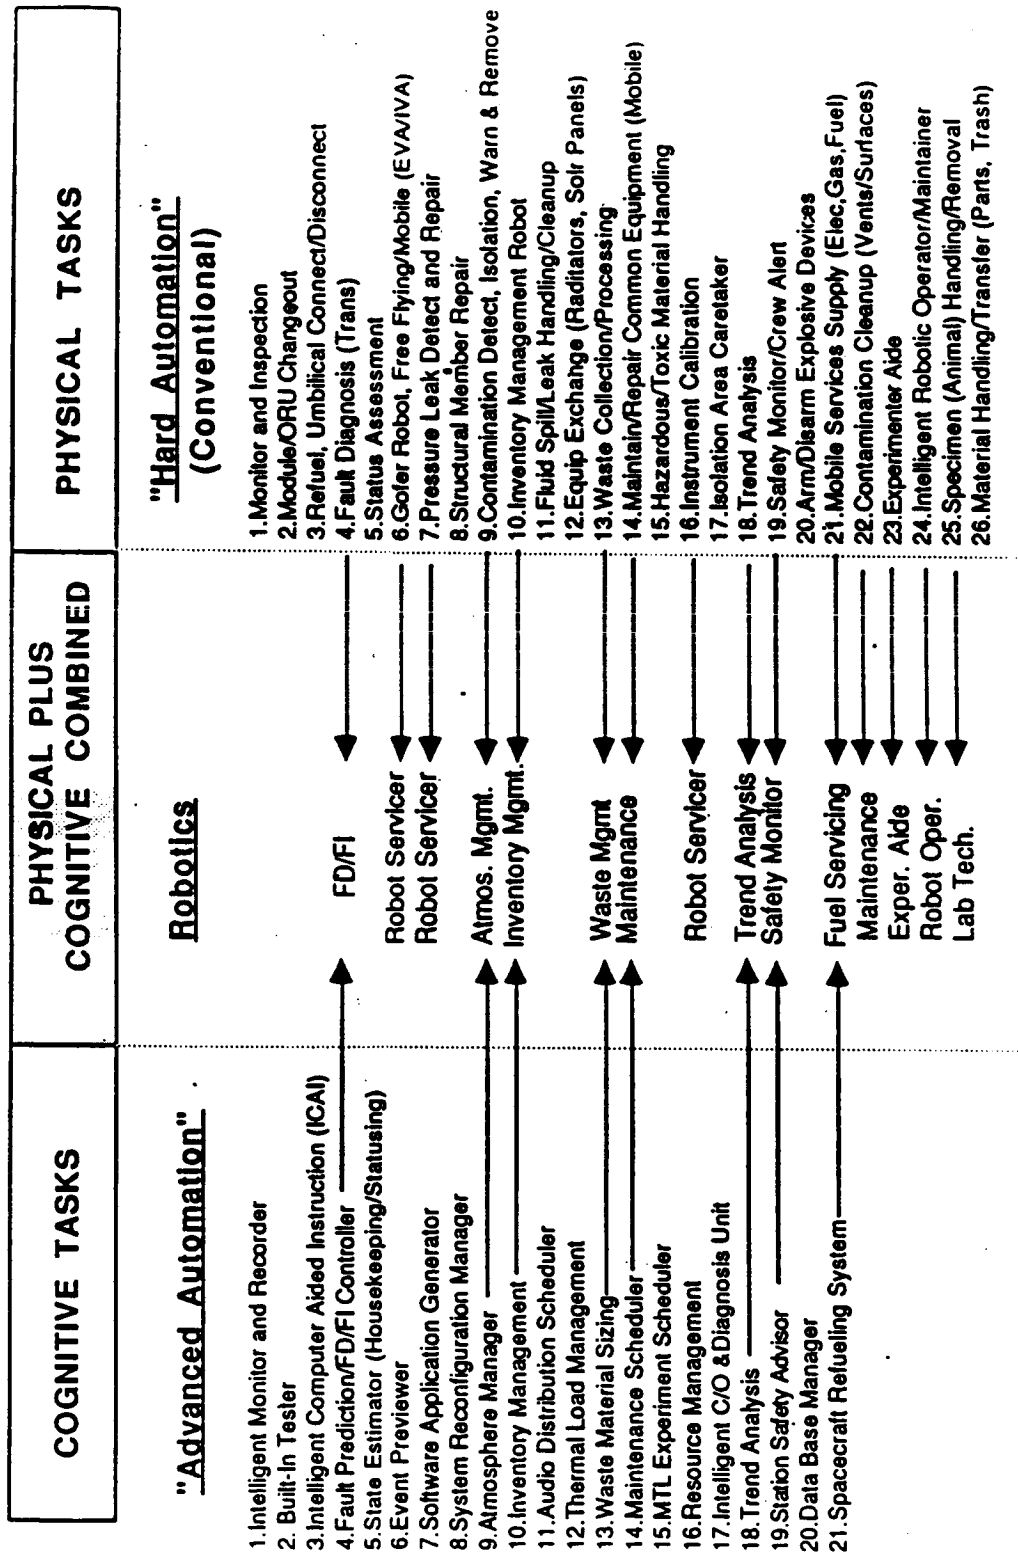 COGNITIVE TASKS
PHYSICAL PLUS
COGNITIVE COMBINED
PHYSICAL TASKS
"Advanced Automation"
1.Intelligent Monitor and Recorder
2. Built-In Tester
3.Intelligent Computer Aided Instruction (ICAI)
4.Fault Prediction/FD/FI Controller
5.State Estimator (Housekeeping/Statusing)
6.Event Previewer
7.Software Application Generator
8.System Reconfiguration Manager
9.Atmosphere Manager
10.Inventory Management
11.Audio Distribution Scheduler
12.Thermal Load Management
13.Waste Material Sizing
14.Maintenance Scheduler
15.MTL Experiment Scheduler
16.Resource Management
17.Intelligent C/O &Diagnosis Unit
18.Trend Analysis
19.Station Safety Advisor
20.Data Base Manager
21.Spacecraft Refueling System
Robotics
FD/FI
Robot Servicer
Robot Servicer
Atmos. Mgmt.
Inventory Mgmt.
Waste Mgmt
Maintenance
Robot Servicer
Trend Analysis
Safety Monitor
Fuel Servicing
Maintenance
Exper. Aide
Robot Oper.
Lab Tech.
"Hard Automation"
(Conventional)
1.Monitor and Inspection
2.Module/ORU Changeout
3.Refuel, Umbilical Connect/Disconnect
4.Fault Diagnosis (Trans)
5.Status Assessment
6.Gofer Robot, Free Flying/Mobile (EVA/IVA)
7.Pressure Leak Detect and Repair
8.Structural Member Repair
9.Contamination Detect, Isolation, Warn & Remove
10.Inventory Management Robot
11.Fluid Spill/Leak Handling/Cleanup
12.Equip Exchange (Raditators, Solr Panels)
13.Waste Collection/Processing
14.Maintain/Repair Common Equipment (Mobile)
15.Hazardous/Toxic Material Handling
16.Instrument Calibration
17.Isolation Area Caretaker
18.Trend Analysis
19.Safety Monitor/Crew Alert
20.Arm/Disarm Explosive Devices
21.Mobile Services Supply (Elec,Gas,Fuel)
22.Contamination Cleanup (Vents/Surfaces)
23.Experimenter Aide
24.Intelligent Robotic Operator/Maintainer
25.Specimen (Animal) Handling/Removal
26.Material Handling/Transfer (Parts, Trash)